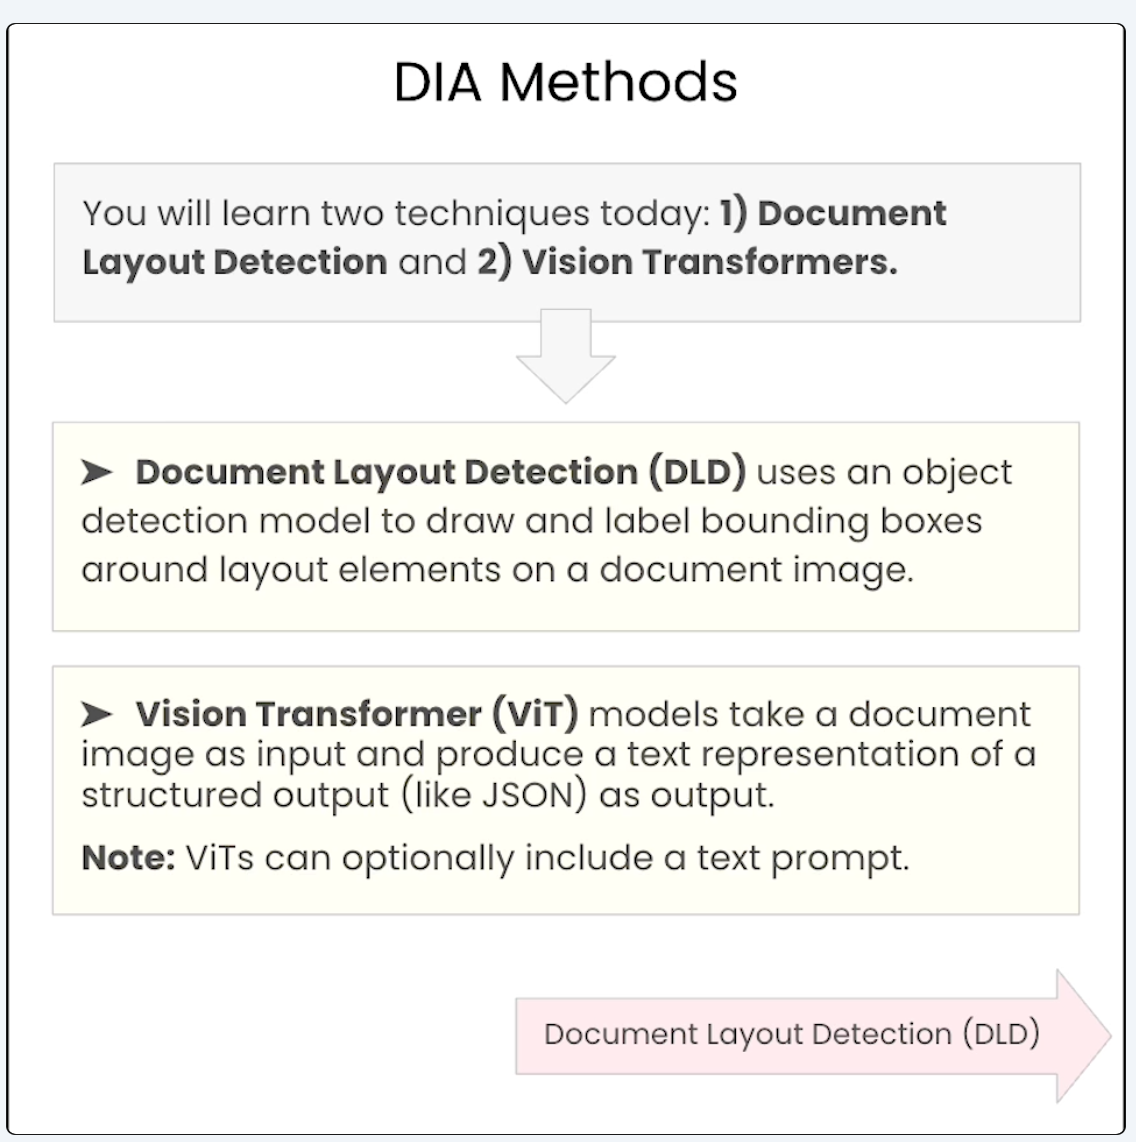 DIA Methods
You will learn two techniques today: 1) Document
Layout Detection and 2) Vision Transformers.
➤ Document Layout Detection (DLD) uses an object
detection model to draw and label bounding boxes
around layout elements on a document image.
➤ Vision Transformer (ViT) models take a document
image as input and produce a text representation of a
structured output (like JSON) as output.
Note: ViTs can optionally include a text prompt.
Document Layout Detection (DLD)